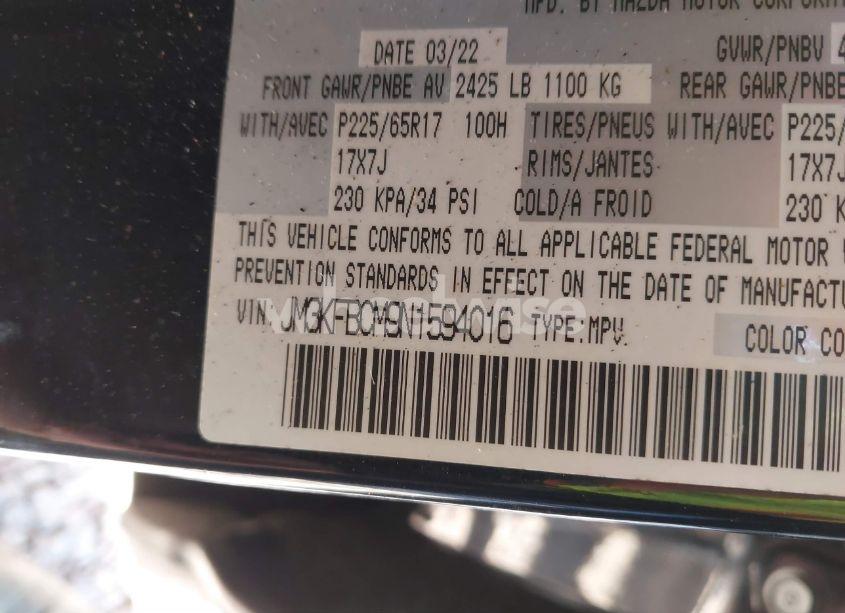 MFD. BY MAZDA MOTOR
DATE 03/22 GVWR/PNBV
FRONT GAWR/PNBE AV 2425 LB 1100 KG REAR GAWR/PNBE
WITH/AVEC P225/65R17 100H TIRES/PNEUS WITH/AVEC P225/
17X7J RIMS/JANTES 17X7J
230 KPA/34 PSI COLD/A FROID 230
THIS VEHICLE CONFORMS TO ALL APPLICABLE FEDERAL MOTOR
PREVENTION STANDARDS IN EFFECT ON THE DATE OF MANUFACTU
VIN: JM3KFBCM9N1594016 TYPE:MPV COLOR CO